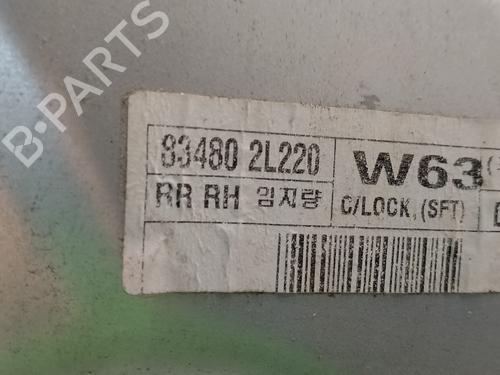 B-PARTS
83480 2L220
W63
RR RH 임지량
C/LOCK, (SFT)